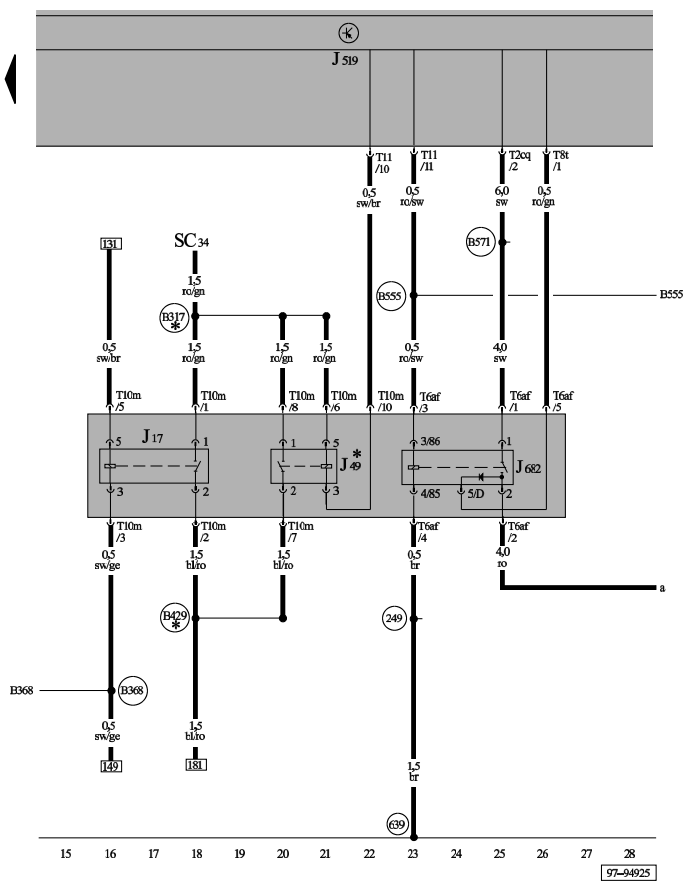 J 519
T11 T11 T2cq T8t
/10 /11 /2 /1
0,5 0,5 6,0 0,5
sw/br ro/sw sw ro/gn
131 SC 34 B571
1,5
ro/gn
B555 B555
B317
*
0,5 1,5 1,5 1,5 0,5 4,0
sw/br ro/gn ro/gn ro/gn ro/sw sw
T10m T10m T10m T10m T10m T6af T6af T6af
/5 /1 /8 /6 /10 /3 /1 /5
5 J 17 1 1 5 3/86 1
J 49 * J 682
3 2 2 3 4/85 5/D 2
T10m T10m T10m T6af T6af
/3 /2 /7 /4 /2
0,5 1,5 1,5 0,5 4,0
sw/ge bl/ro bl/ro br ro
a
B429 249
*
B368 B368
0,5 1,5
sw/ge bl/ro
149 181 1,5
br
639
15 16 17 18 19 20 21 22 23 24 25 26 27 28
97-94925